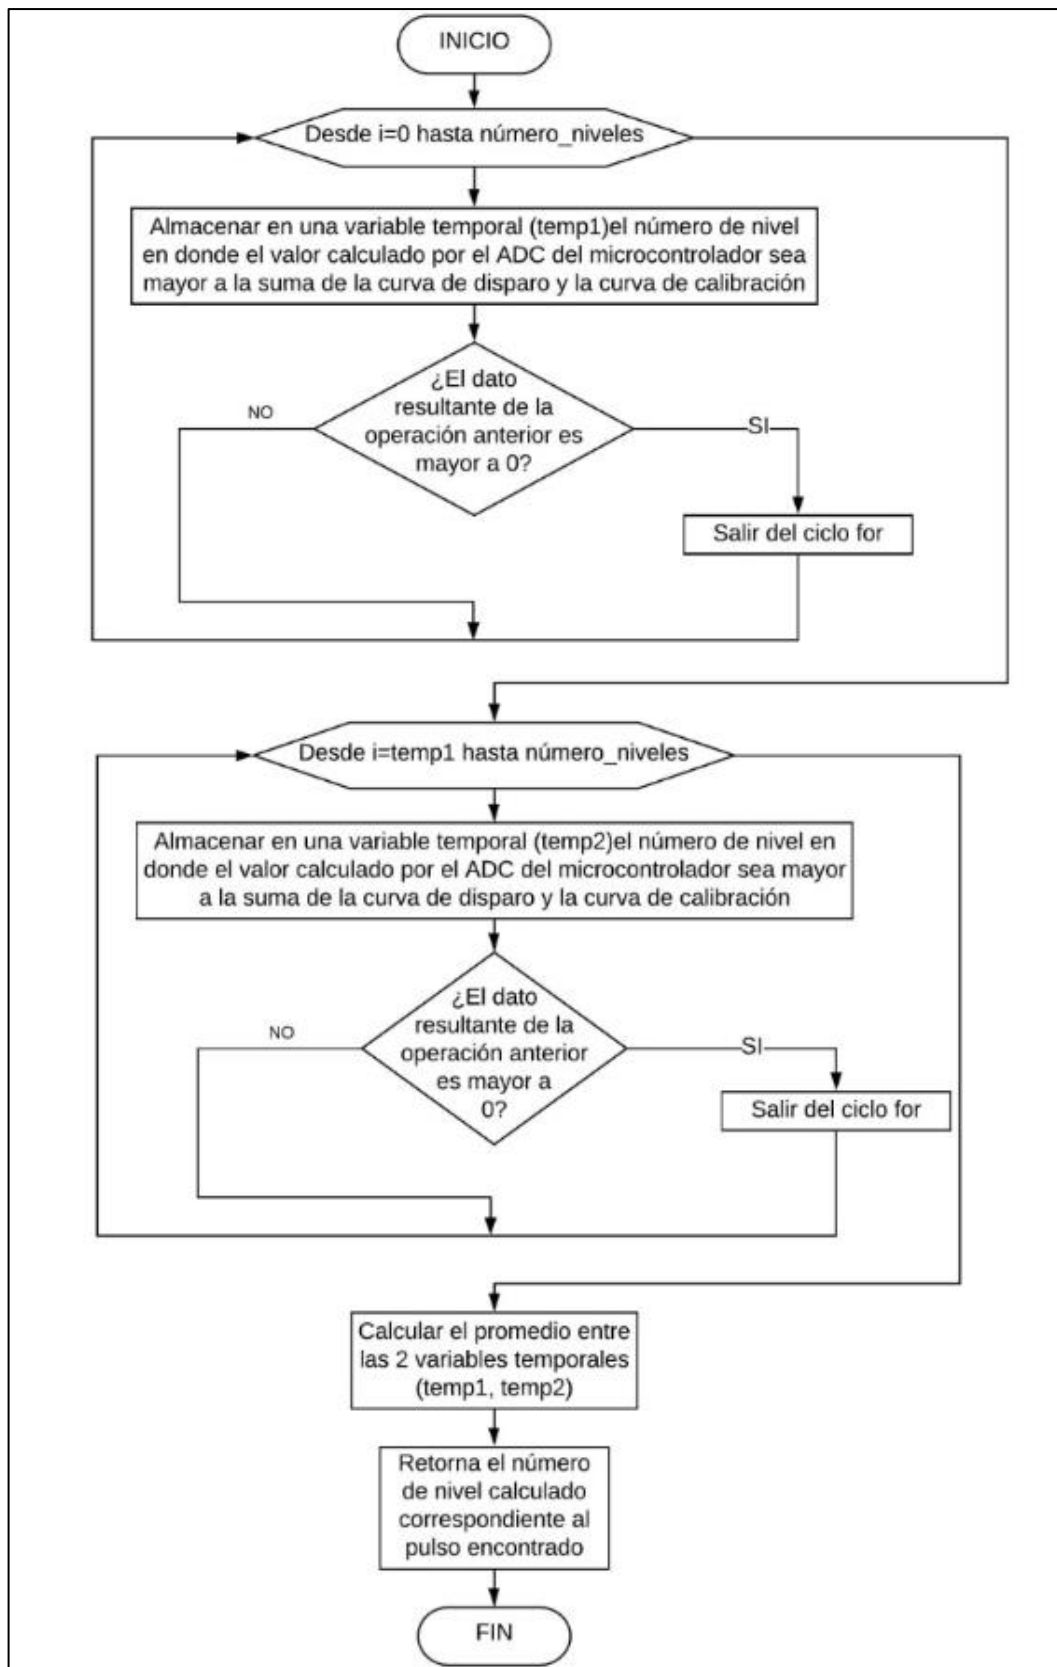 INICIO
Desde i=0 hasta número_niveles
Almacenar en una variable temporal (temp1)el número de nivel
en donde el valor calculado por el ADC del microcontrolador sea
mayor a la suma de la curva de disparo y la curva de calibración
¿El dato
resultante de la
operación anterior es
mayor a 0?
NO
SI
Salir del ciclo for
Desde i=temp1 hasta número_niveles
Almacenar en una variable temporal (temp2)el número de nivel en
donde el valor calculado por el ADC del microcontrolador sea mayor
a la suma de la curva de disparo y la curva de calibración
¿El dato
resultante de la
operación anterior
es mayor a
0?
NO
SI
Salir del ciclo for
Calcular el promedio entre
las 2 variables temporales
(temp1, temp2)
Retorna el número
de nivel calculado
correspondiente al
pulso encontrado
FIN